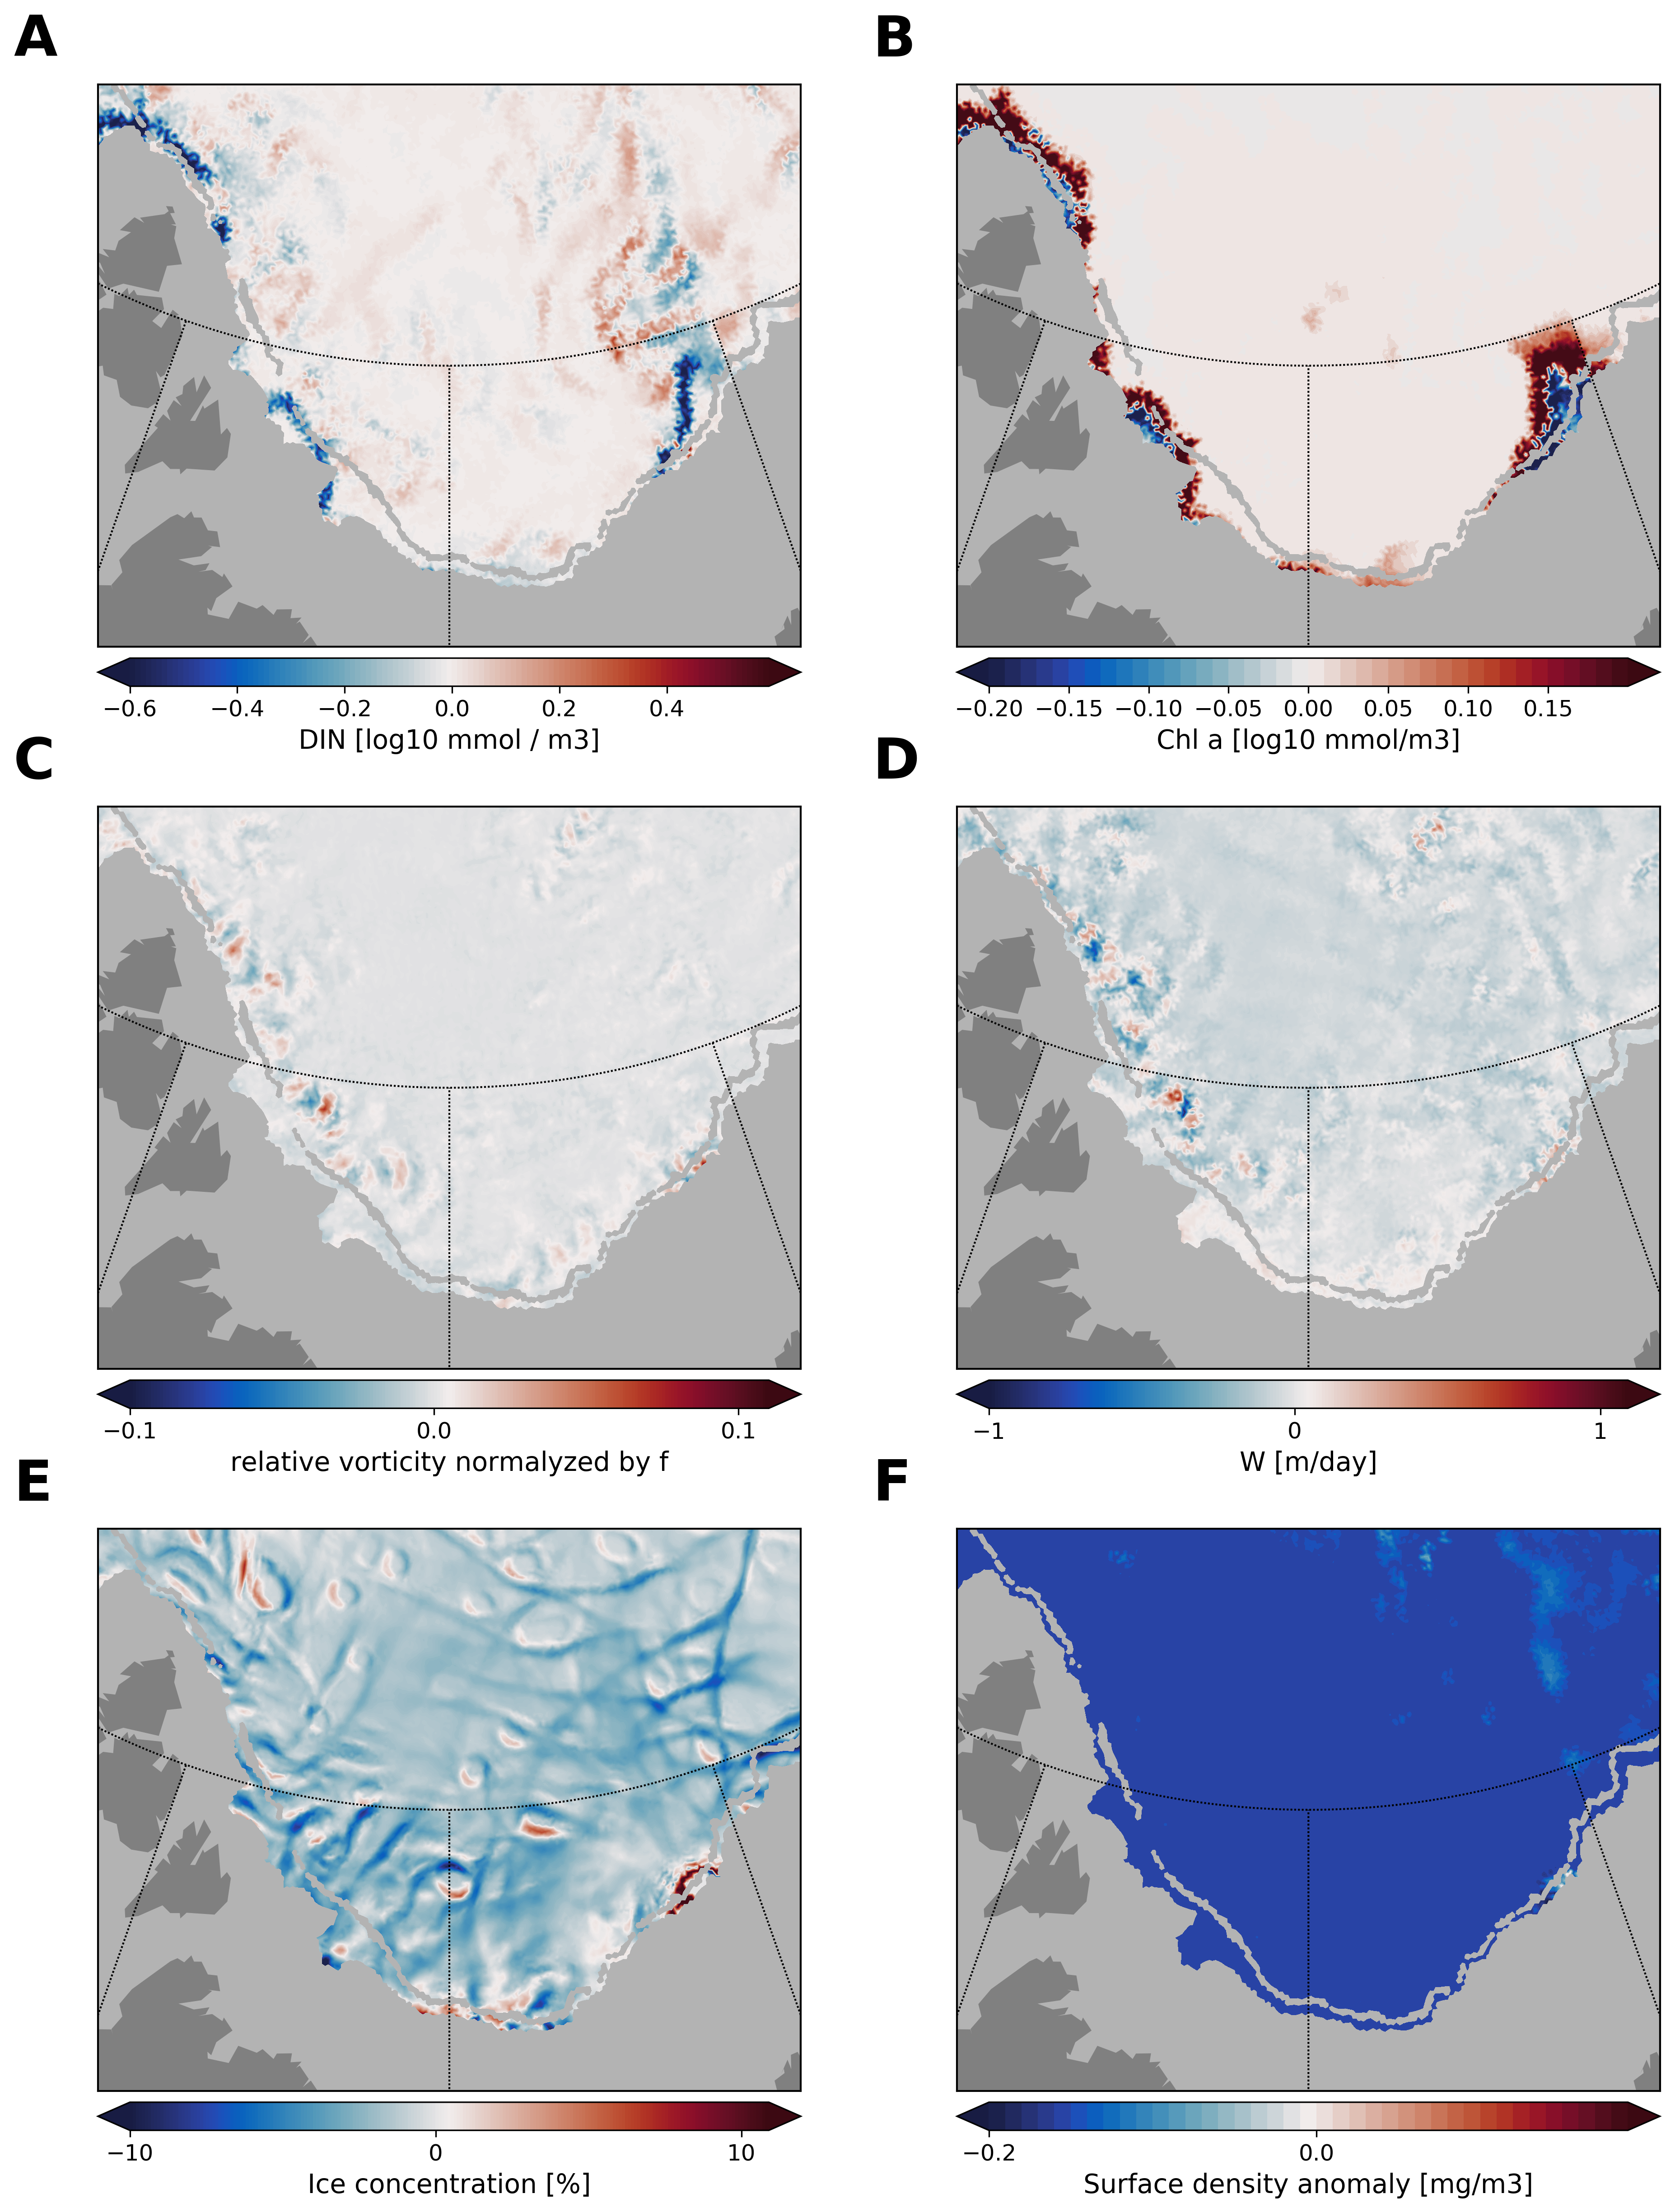 A
B
−0.6 −0.4 −0.2 0.0 0.2 0.4
DIN [log10 mmol / m3]
−0.20 −0.15 −0.10 −0.05 0.00 0.05 0.10 0.15
Chl a [log10 mmol/m3]
C
D
−0.1 0.0 0.1
relative vorticity normalyzed by f
−1 0 1
W [m/day]
E
F
−10 0 10
Ice concentration [%]
−0.2 0.0
Surface density anomaly [mg/m3]